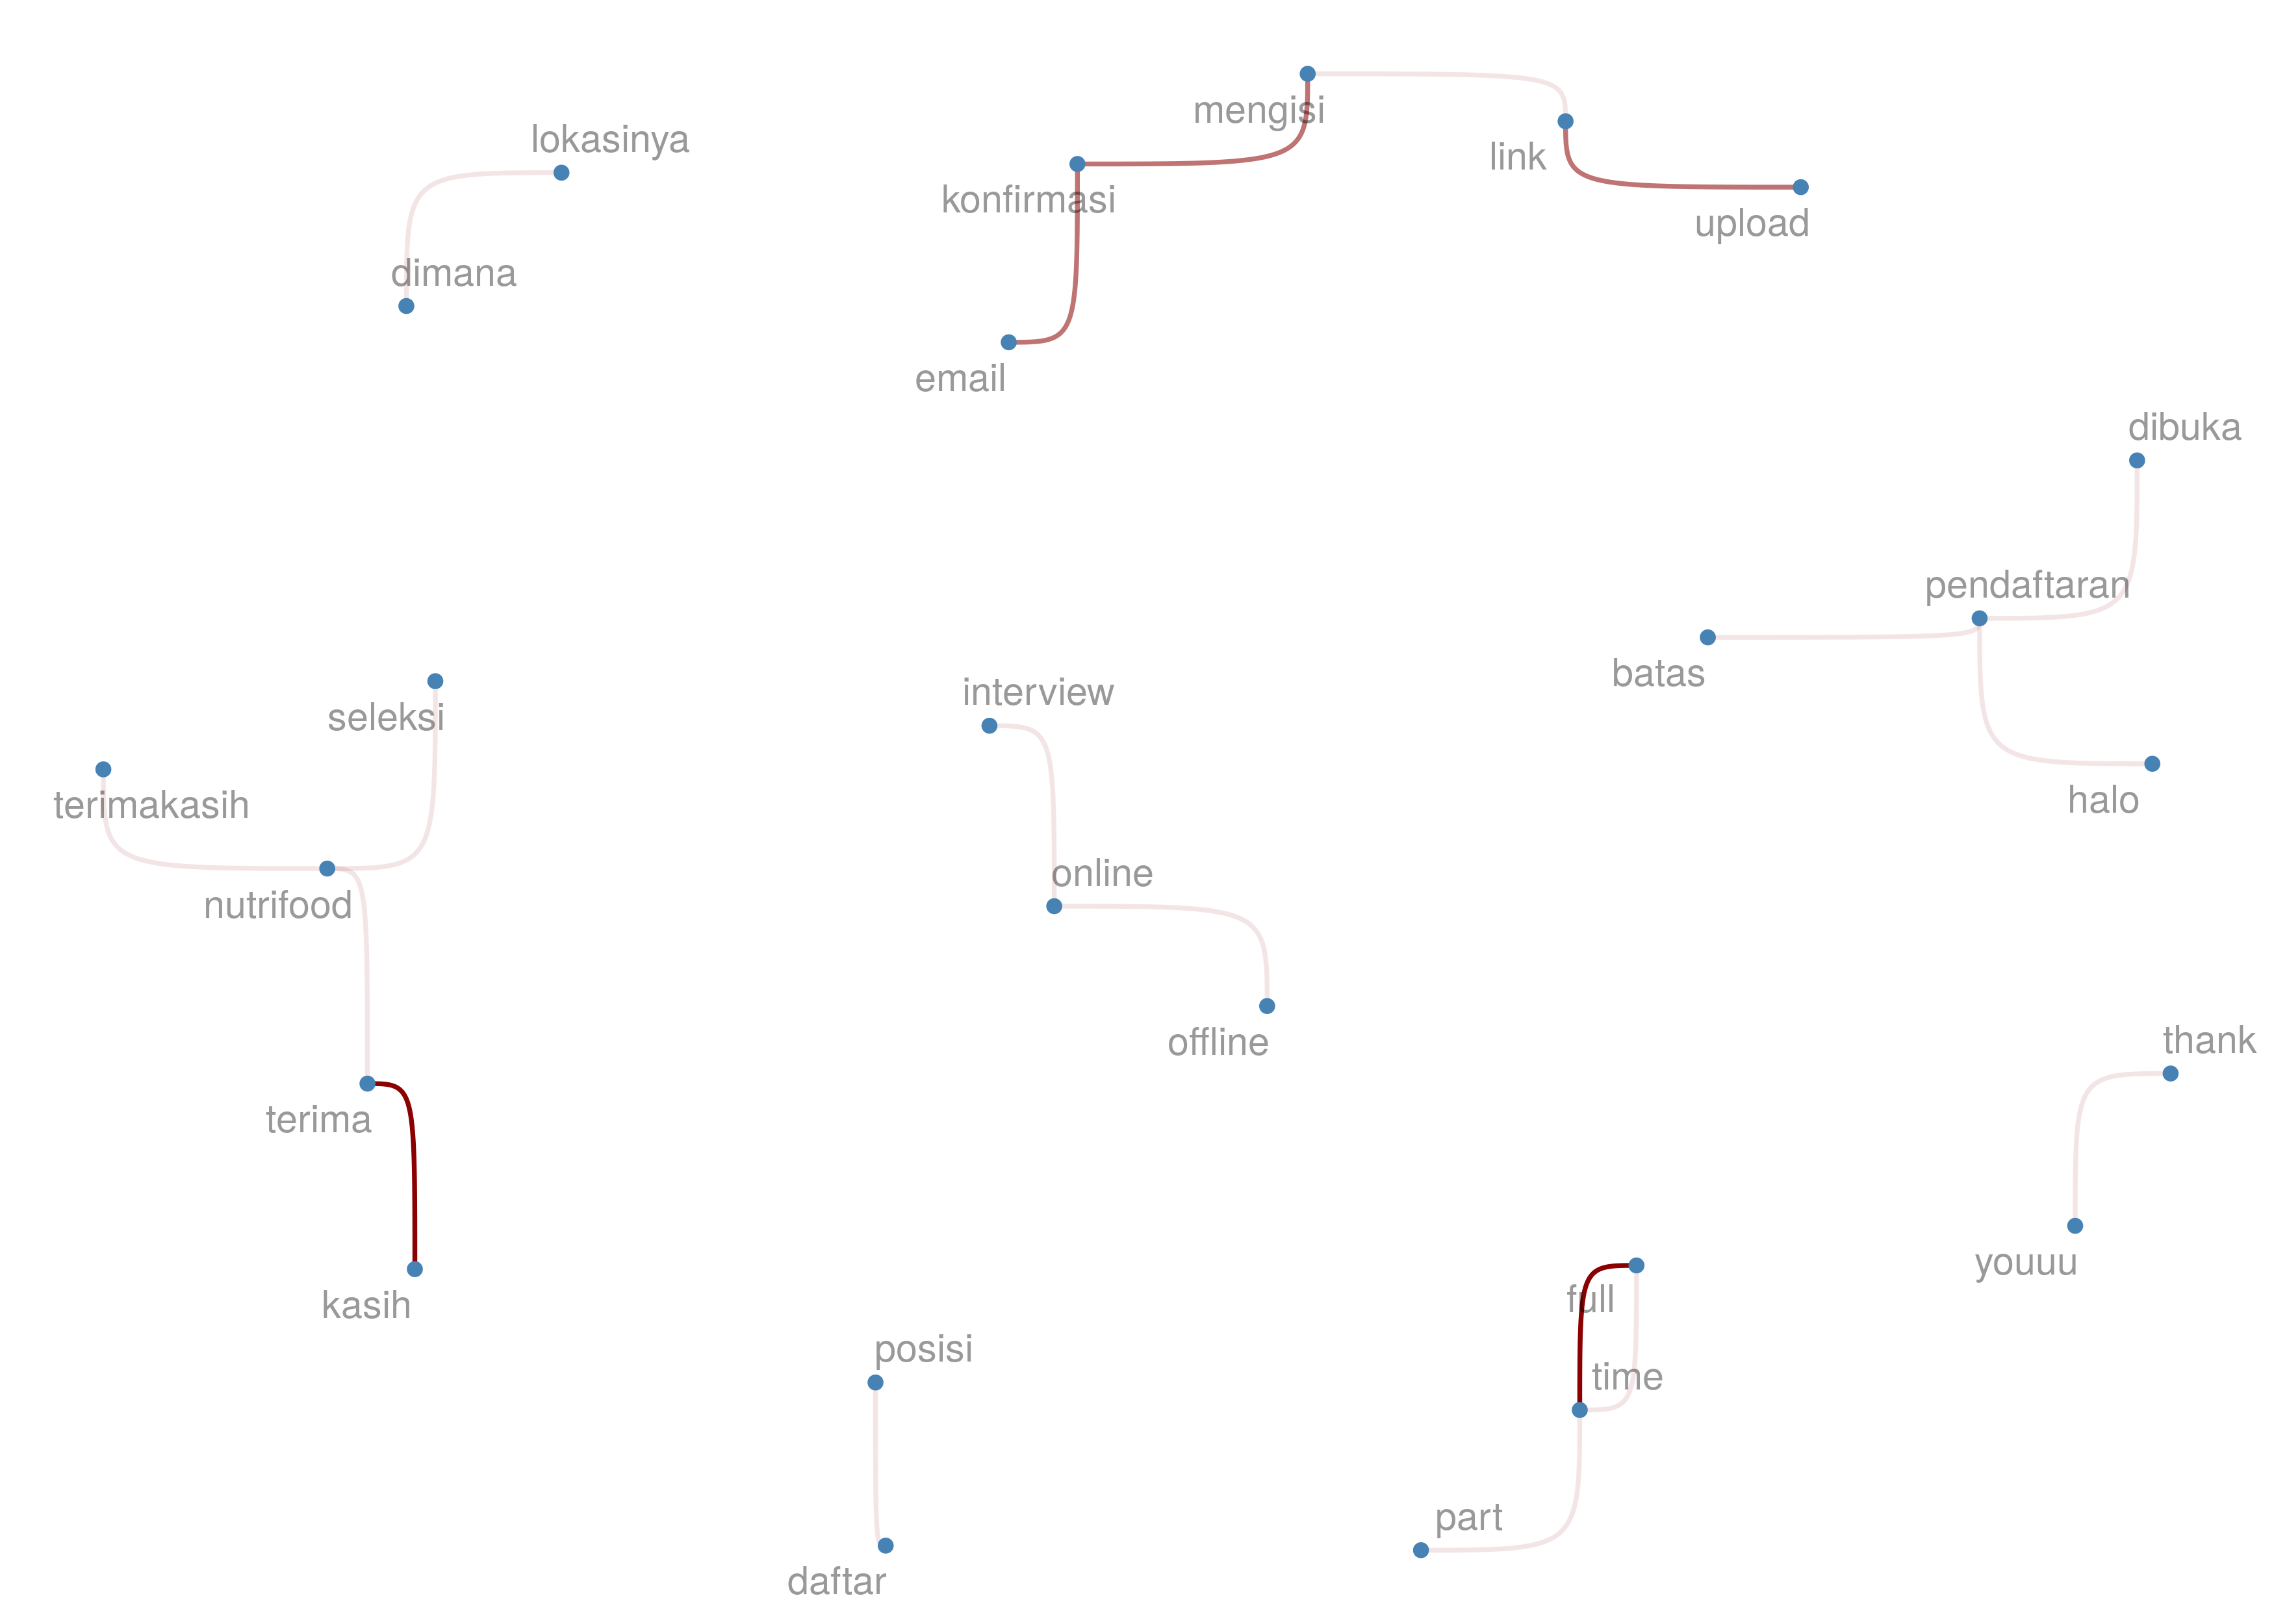 mengisi
lokasinya
link
konfirmasi
upload
dimana
email
dibuka
pendaftaran
batas
interview
seleksi
halo
terimakasih
online
nutrifood
offline
thank
terima
youuu
full
kasih
posisi
time
part
daftar